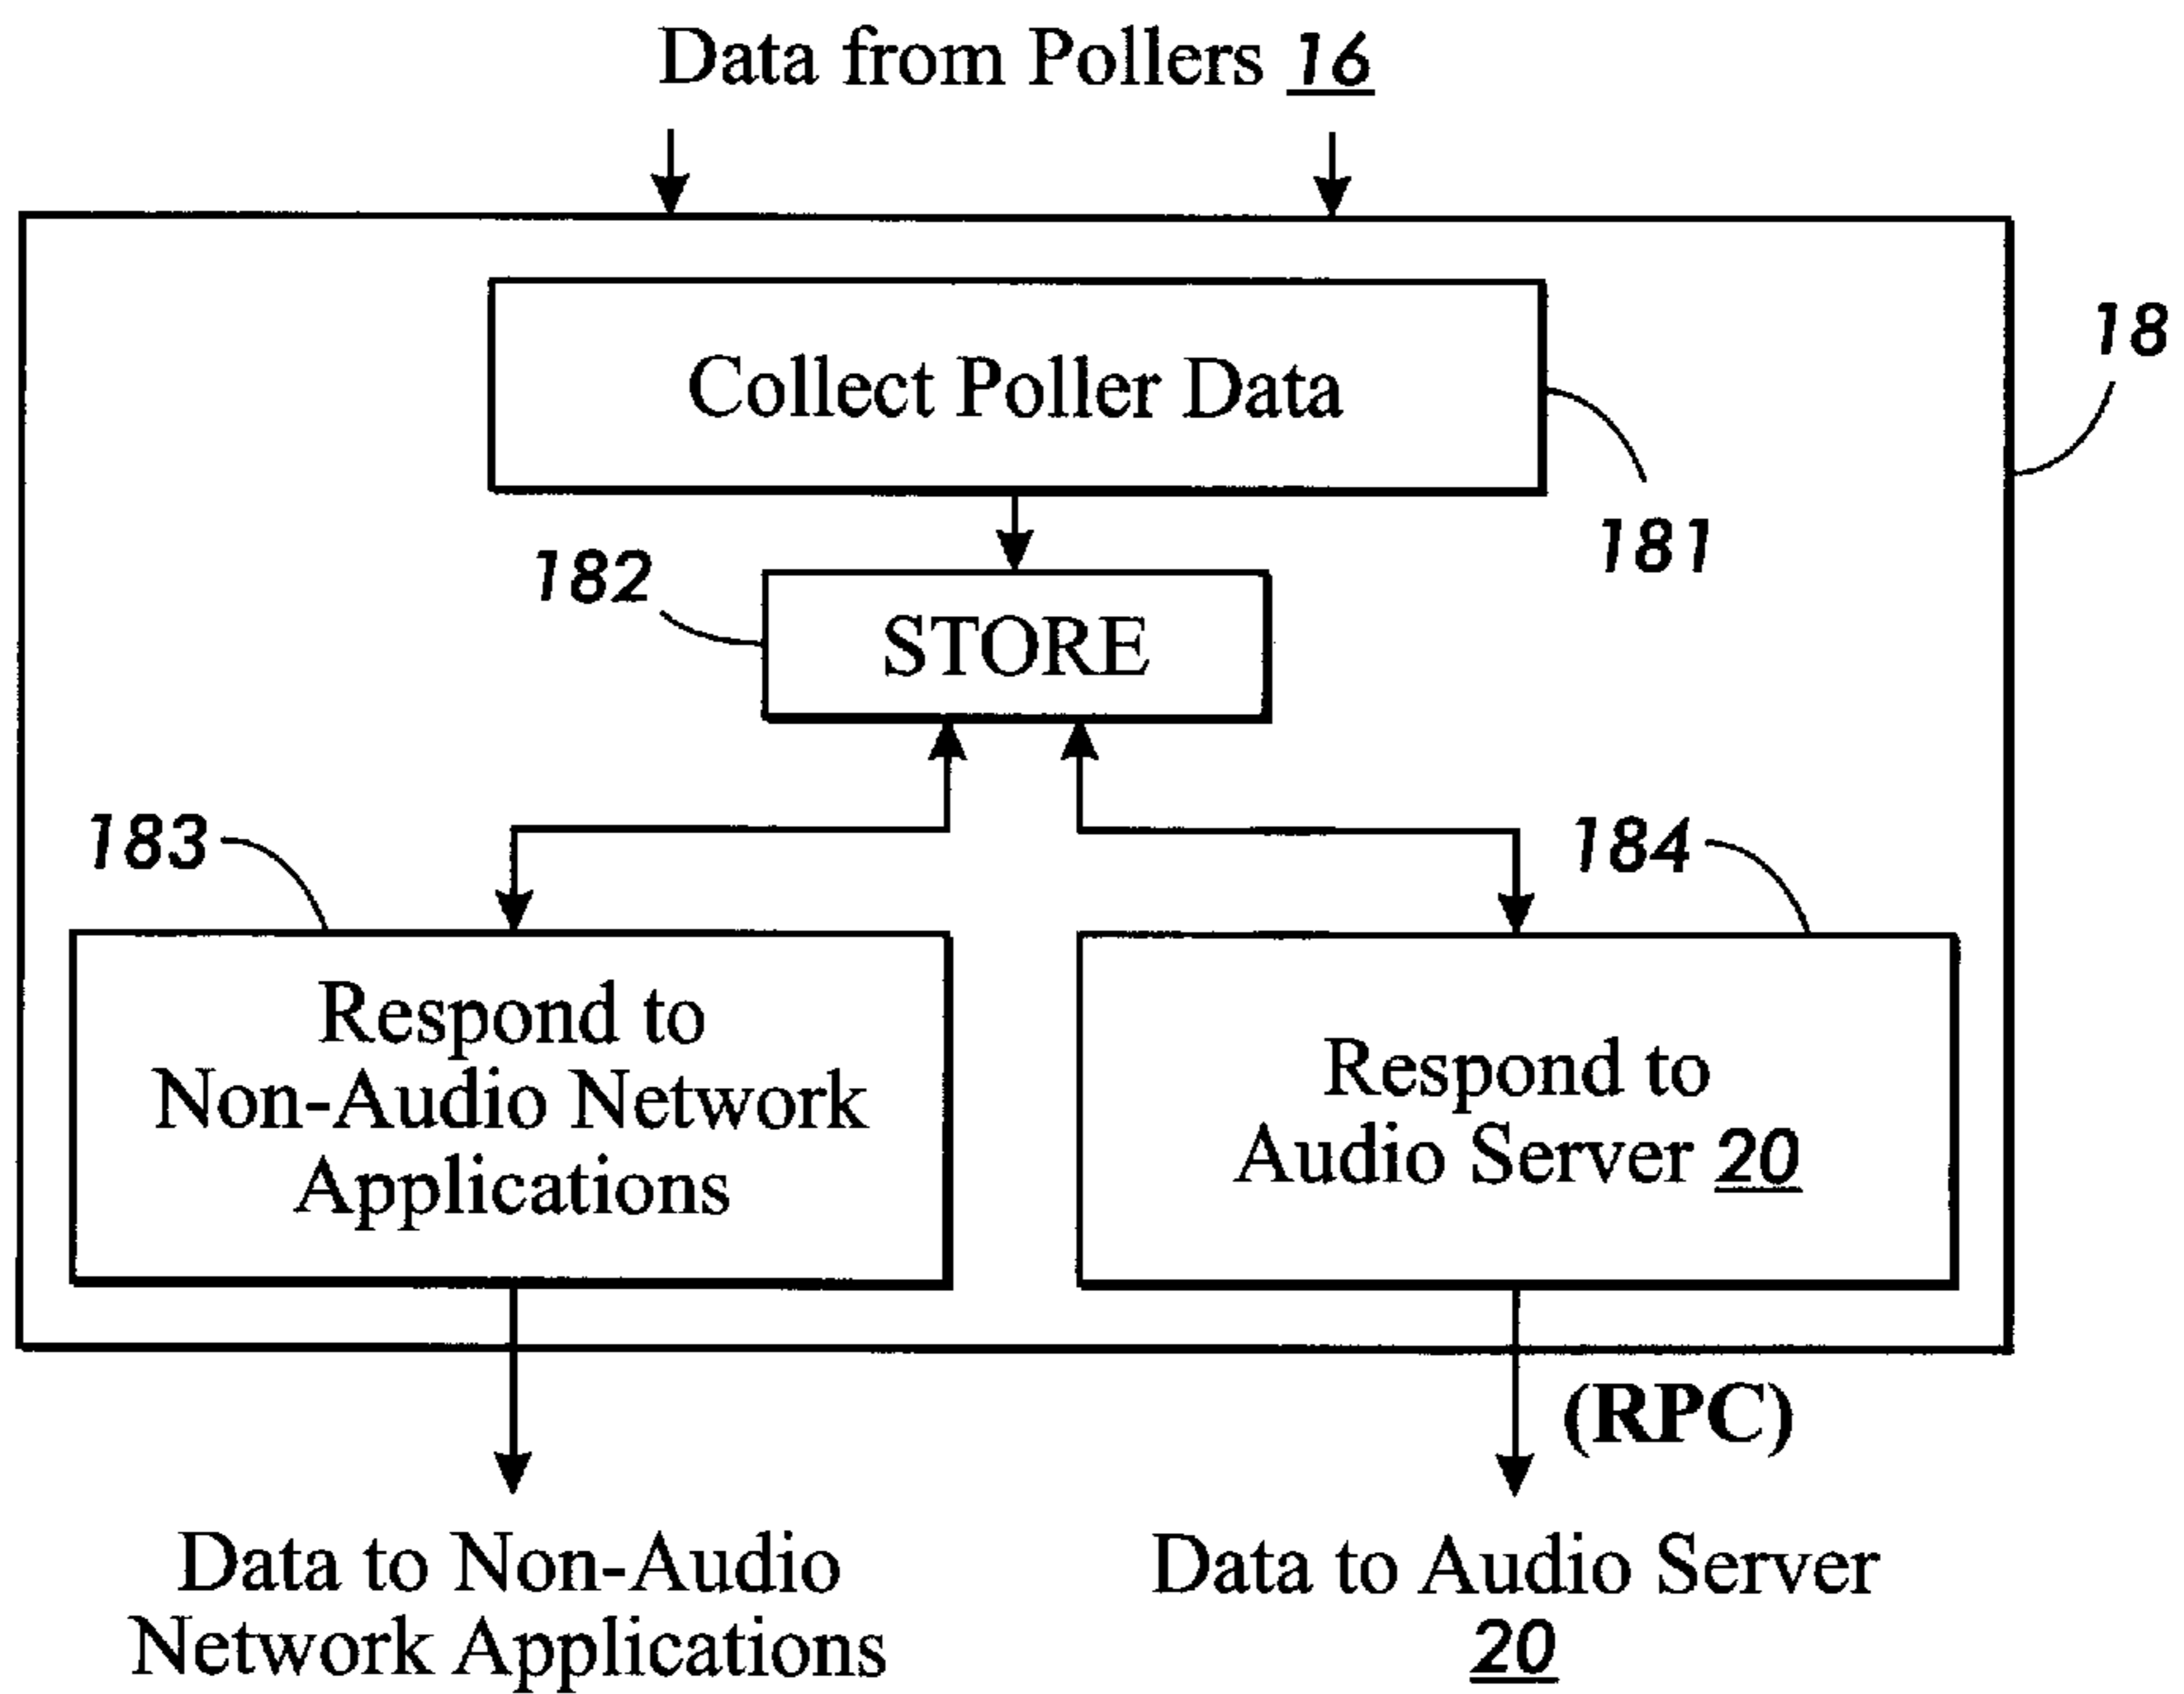 Data from Pollers 16
Collect Poller Data
18
181
182
STORE
183
184
Respond to
Non-Audio Network
Applications
Respond to
Audio Server 20
(RPC)
Data to Non-Audio
Network Applications
Data to Audio Server
20